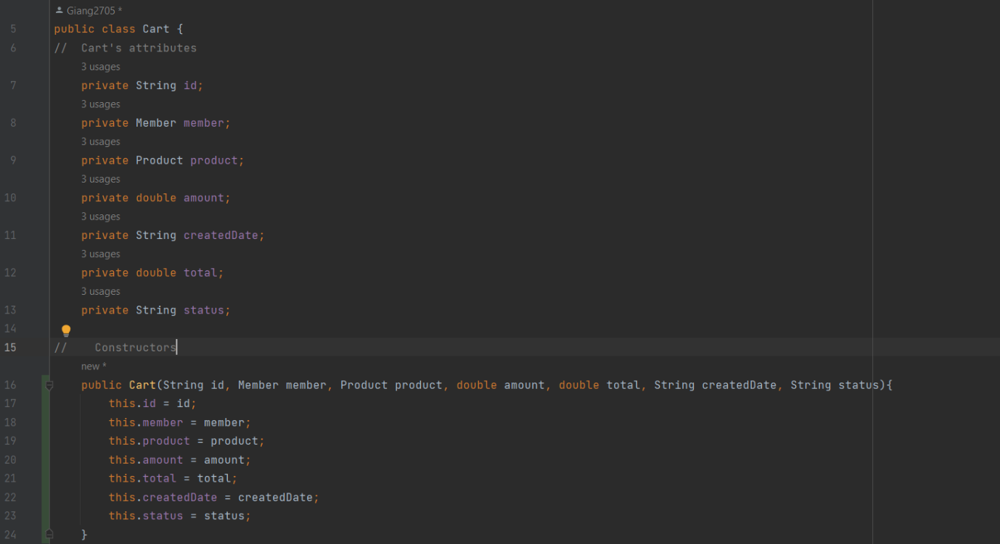 Giang2705 *
5 public class Cart {
6 //  Cart's attributes
3 usages
7 private String id;
3 usages
8 private Member member;
3 usages
9 private Product product;
3 usages
10 private double amount;
3 usages
11 private String createdDate;
3 usages
12 private double total;
3 usages
13 private String status;
14
15 //    Constructors
new *
16 public Cart(String id, Member member, Product product, double amount, double total, String createdDate, String status){
17 this.id = id;
18 this.member = member;
19 this.product = product;
20 this.amount = amount;
21 this.total = total;
22 this.createdDate = createdDate;
23 this.status = status;
24 }